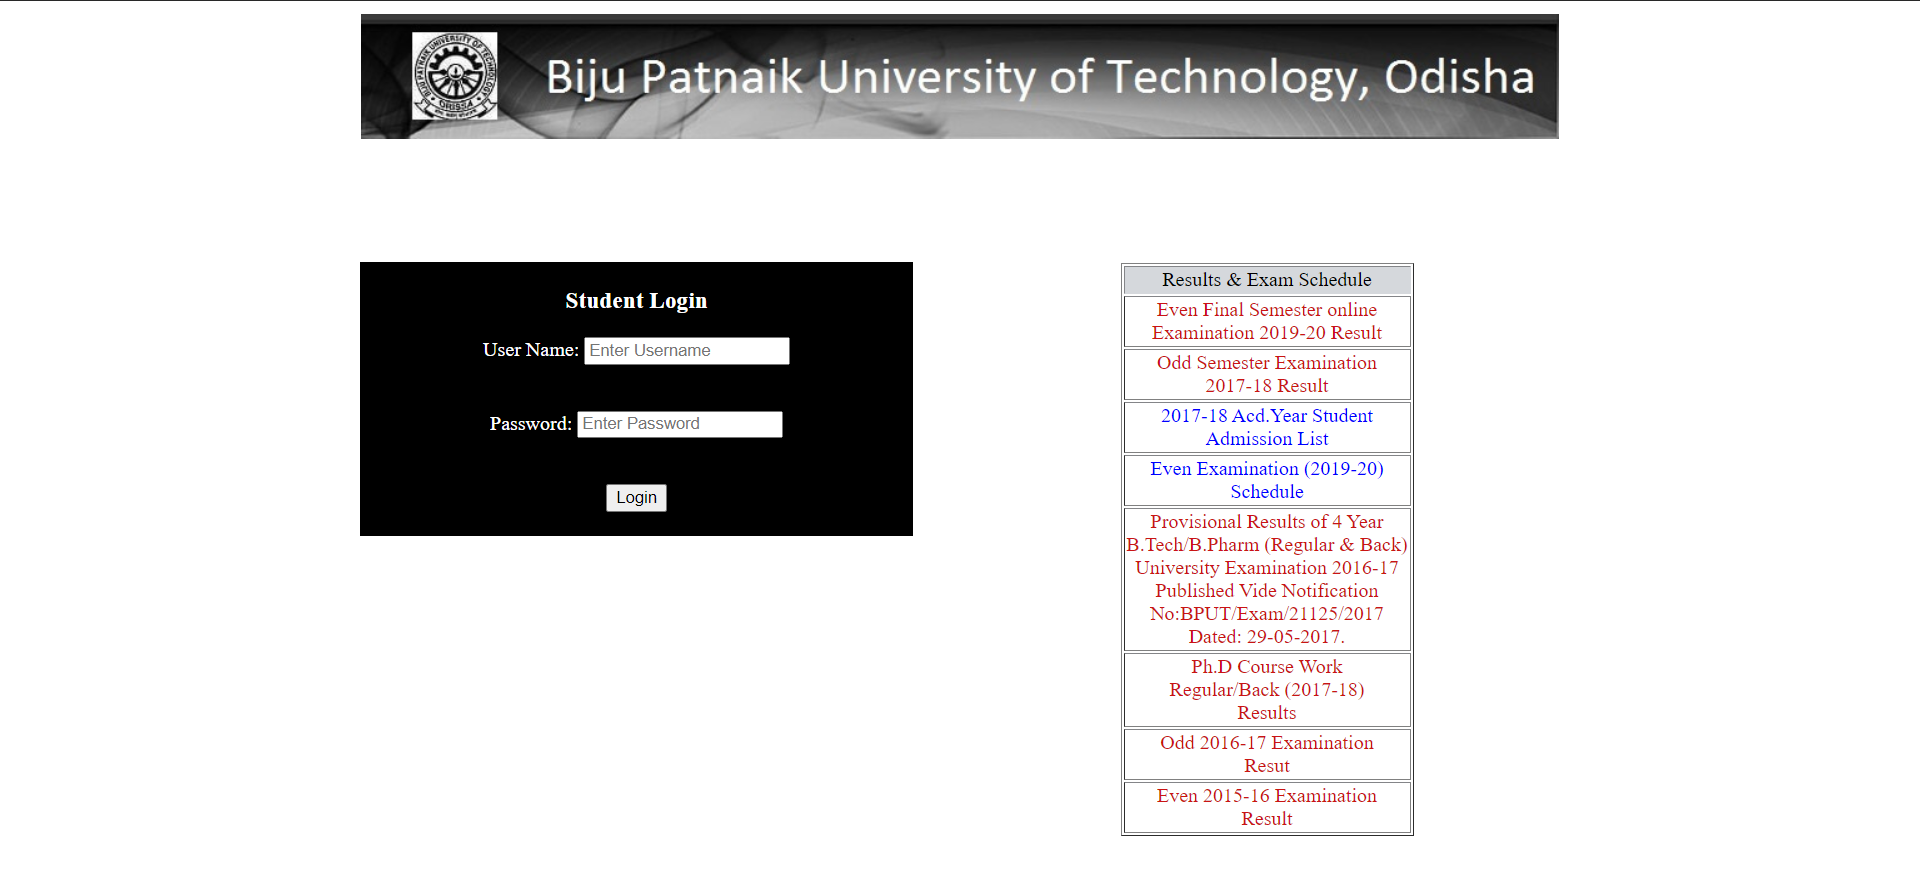 Biju Patnaik University of Technology, Odisha
BIJU PATNAIK UNIVERSITY OF TECHNOLOGY
ORISSA
Student Login
User Name: Enter Username
Password: Enter Password
Login
Results & Exam Schedule
Even Final Semester online
Examination 2019-20 Result
Odd Semester Examination
2017-18 Result
2017-18 Acd.Year Student
Admission List
Even Examination (2019-20)
Schedule
Provisional Results of 4 Year
B.Tech/B.Pharm (Regular & Back)
University Examination 2016-17
Published Vide Notification
No:BPUT/Exam/21125/2017
Dated: 29-05-2017.
Ph.D Course Work
Regular/Back (2017-18)
Results
Odd 2016-17 Examination
Resut
Even 2015-16 Examination
Result